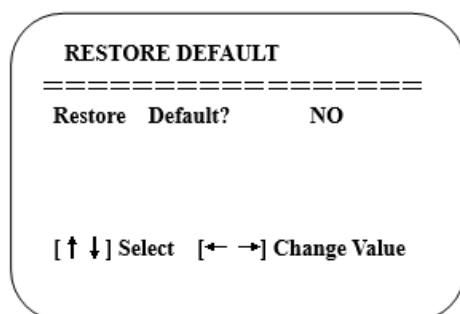 RESTORE DEFAULT
===================
Restore Default? NO
[↑ ↓] Select [← →] Change Value